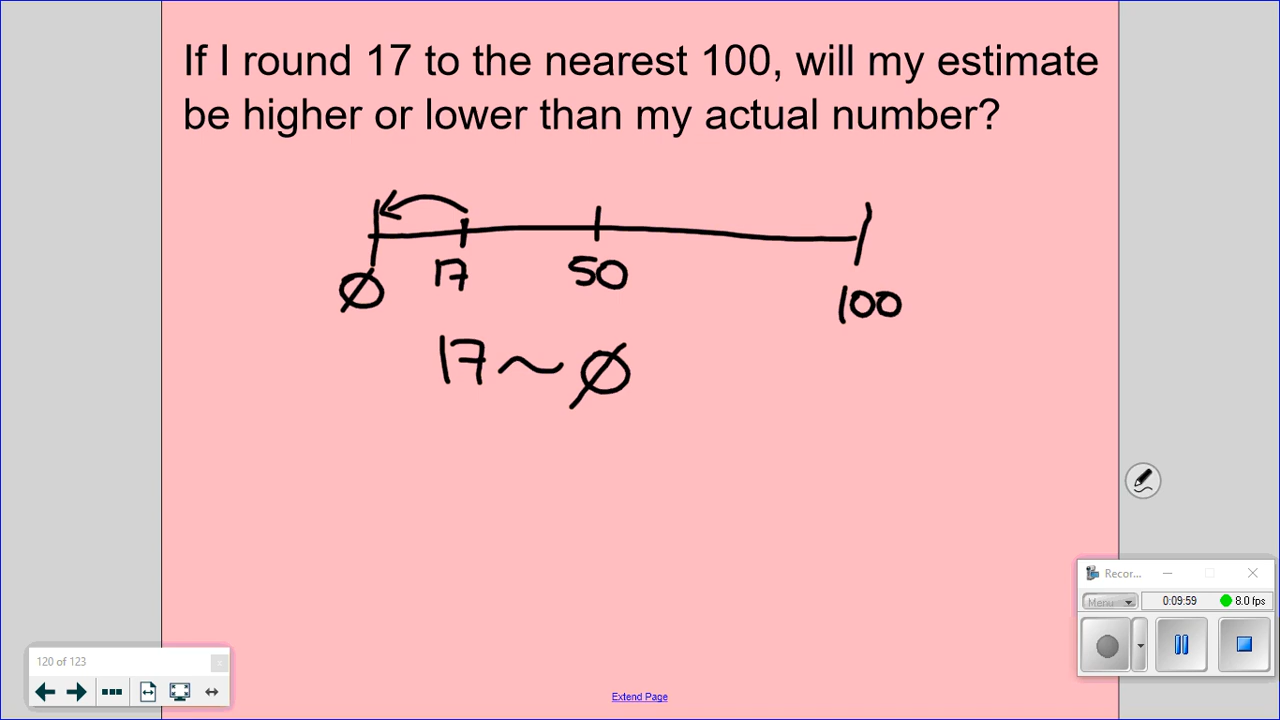 If I round 17 to the nearest 100, will my estimate
be higher or lower than my actual number?
Ø 17 50 100
17 ~ Ø
Recor...
Menu 0:09:59 8.0 fps
120 of 123
Extend Page